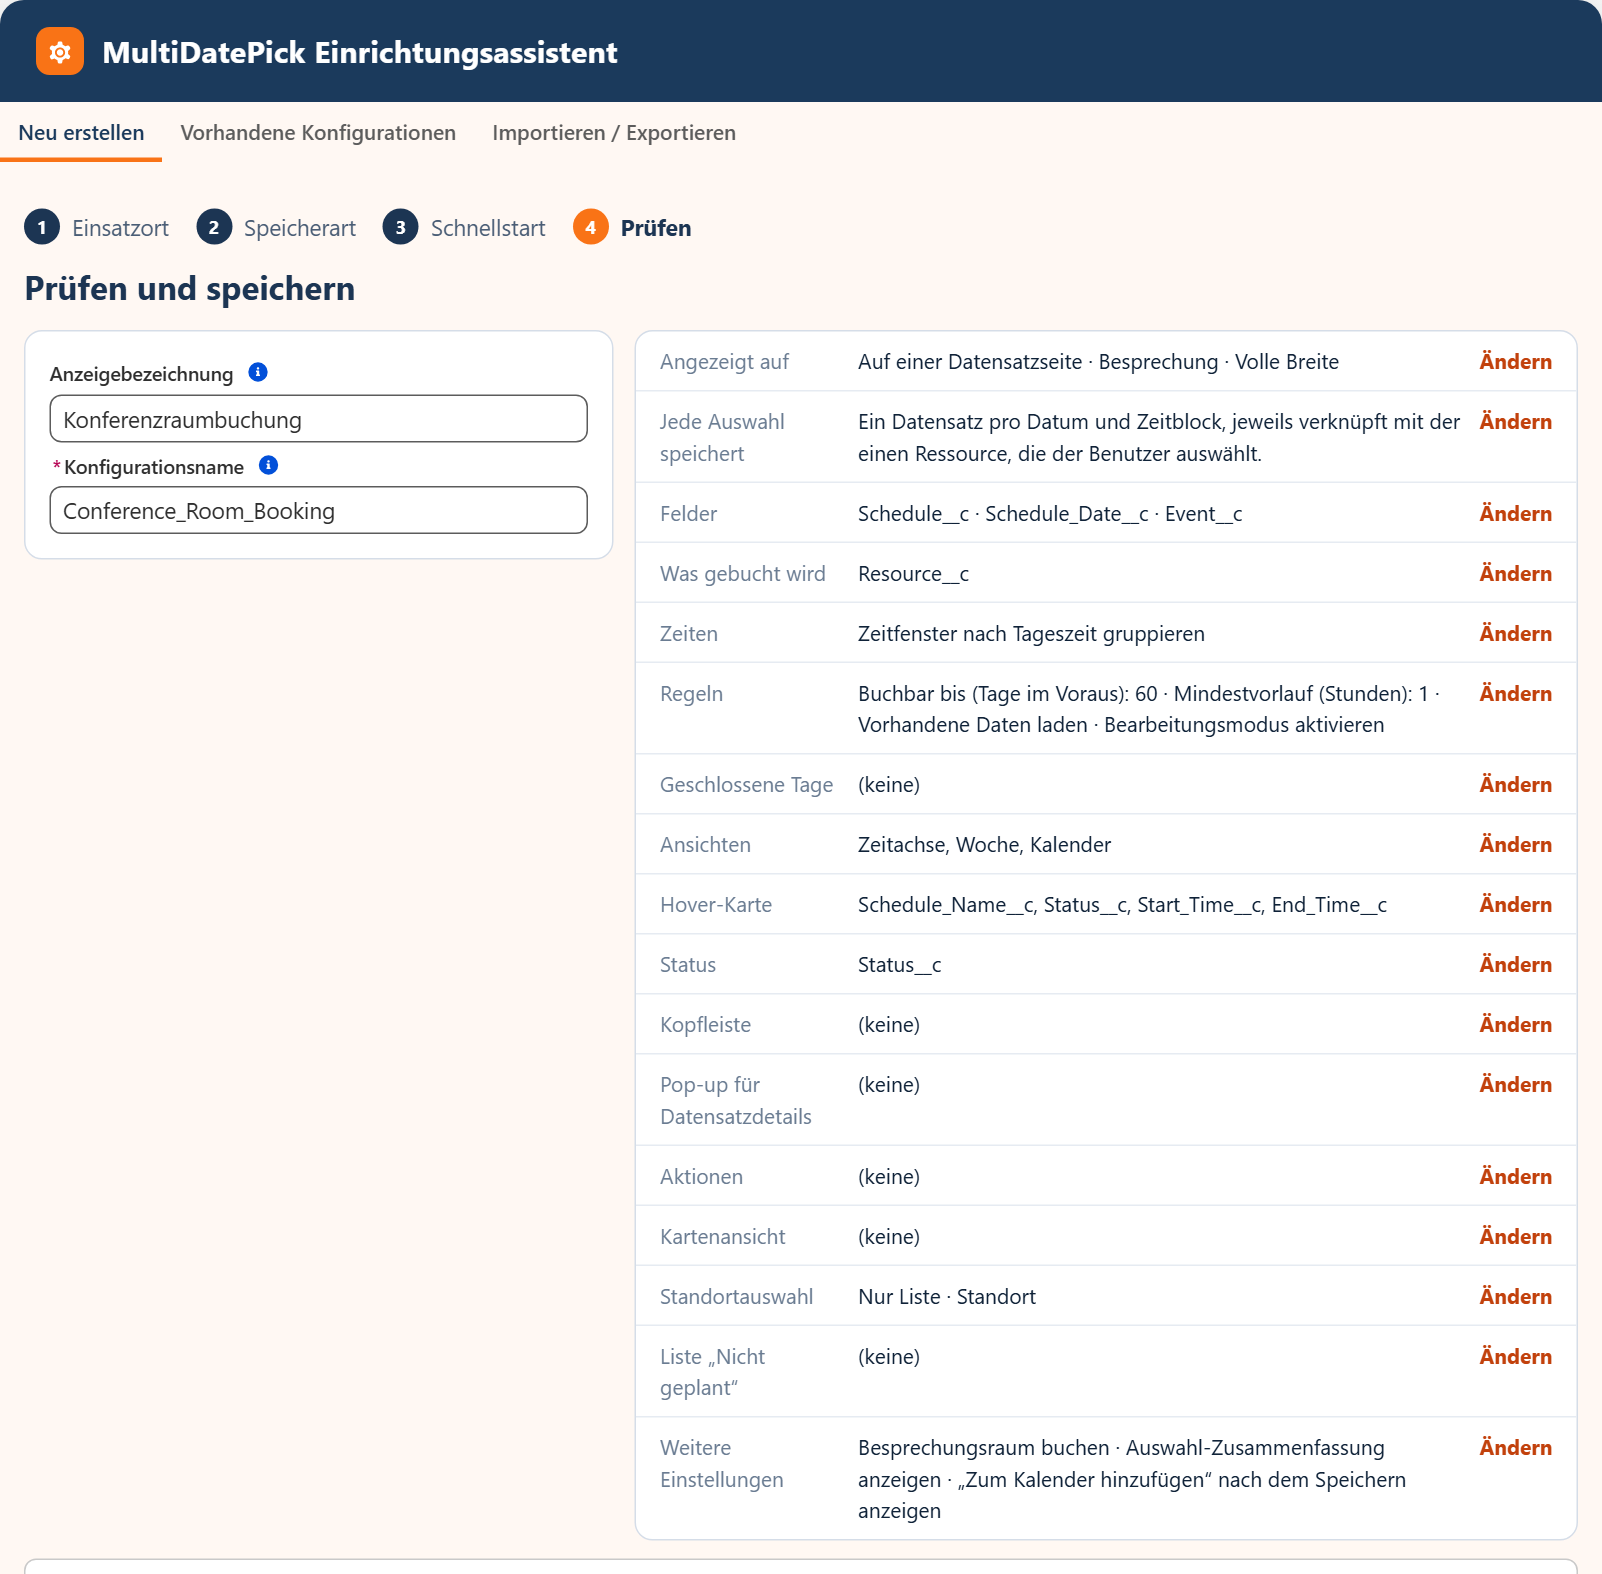 MultiDatePick Einrichtungsassistent
Neu erstellen
Vorhandene Konfigurationen
Importieren / Exportieren
1 Einsatzort
2 Speicherart
3 Schnellstart
4 Prüfen
Prüfen und speichern
Anzeigebezeichnung
Konferenzraumbuchung
*Konfigurationsname
Conference_Room_Booking
Angezeigt auf
Auf einer Datensatzseite · Besprechung · Volle Breite
Ändern
Jede Auswahl
speichert
Ein Datensatz pro Datum und Zeitblock, jeweils verknüpft mit der
einen Ressource, die der Benutzer auswählt.
Ändern
Felder
Schedule__c · Schedule_Date__c · Event__c
Ändern
Was gebucht wird
Resource__c
Ändern
Zeiten
Zeitfenster nach Tageszeit gruppieren
Ändern
Regeln
Buchbar bis (Tage im Voraus): 60 · Mindestvorlauf (Stunden): 1 ·
Vorhandene Daten laden · Bearbeitungsmodus aktivieren
Ändern
Geschlossene Tage
(keine)
Ändern
Ansichten
Zeitachse, Woche, Kalender
Ändern
Hover-Karte
Schedule_Name__c, Status__c, Start_Time__c, End_Time__c
Ändern
Status
Status__c
Ändern
Kopfleiste
(keine)
Ändern
Pop-up für
Datensatzdetails
(keine)
Ändern
Aktionen
(keine)
Ändern
Kartenansicht
(keine)
Ändern
Standortauswahl
Nur Liste · Standort
Ändern
Liste „Nicht
geplant“
(keine)
Ändern
Weitere
Einstellungen
Besprechungsraum buchen · Auswahl-Zusammenfassung
anzeigen · „Zum Kalender hinzufügen“ nach dem Speichern
anzeigen
Ändern